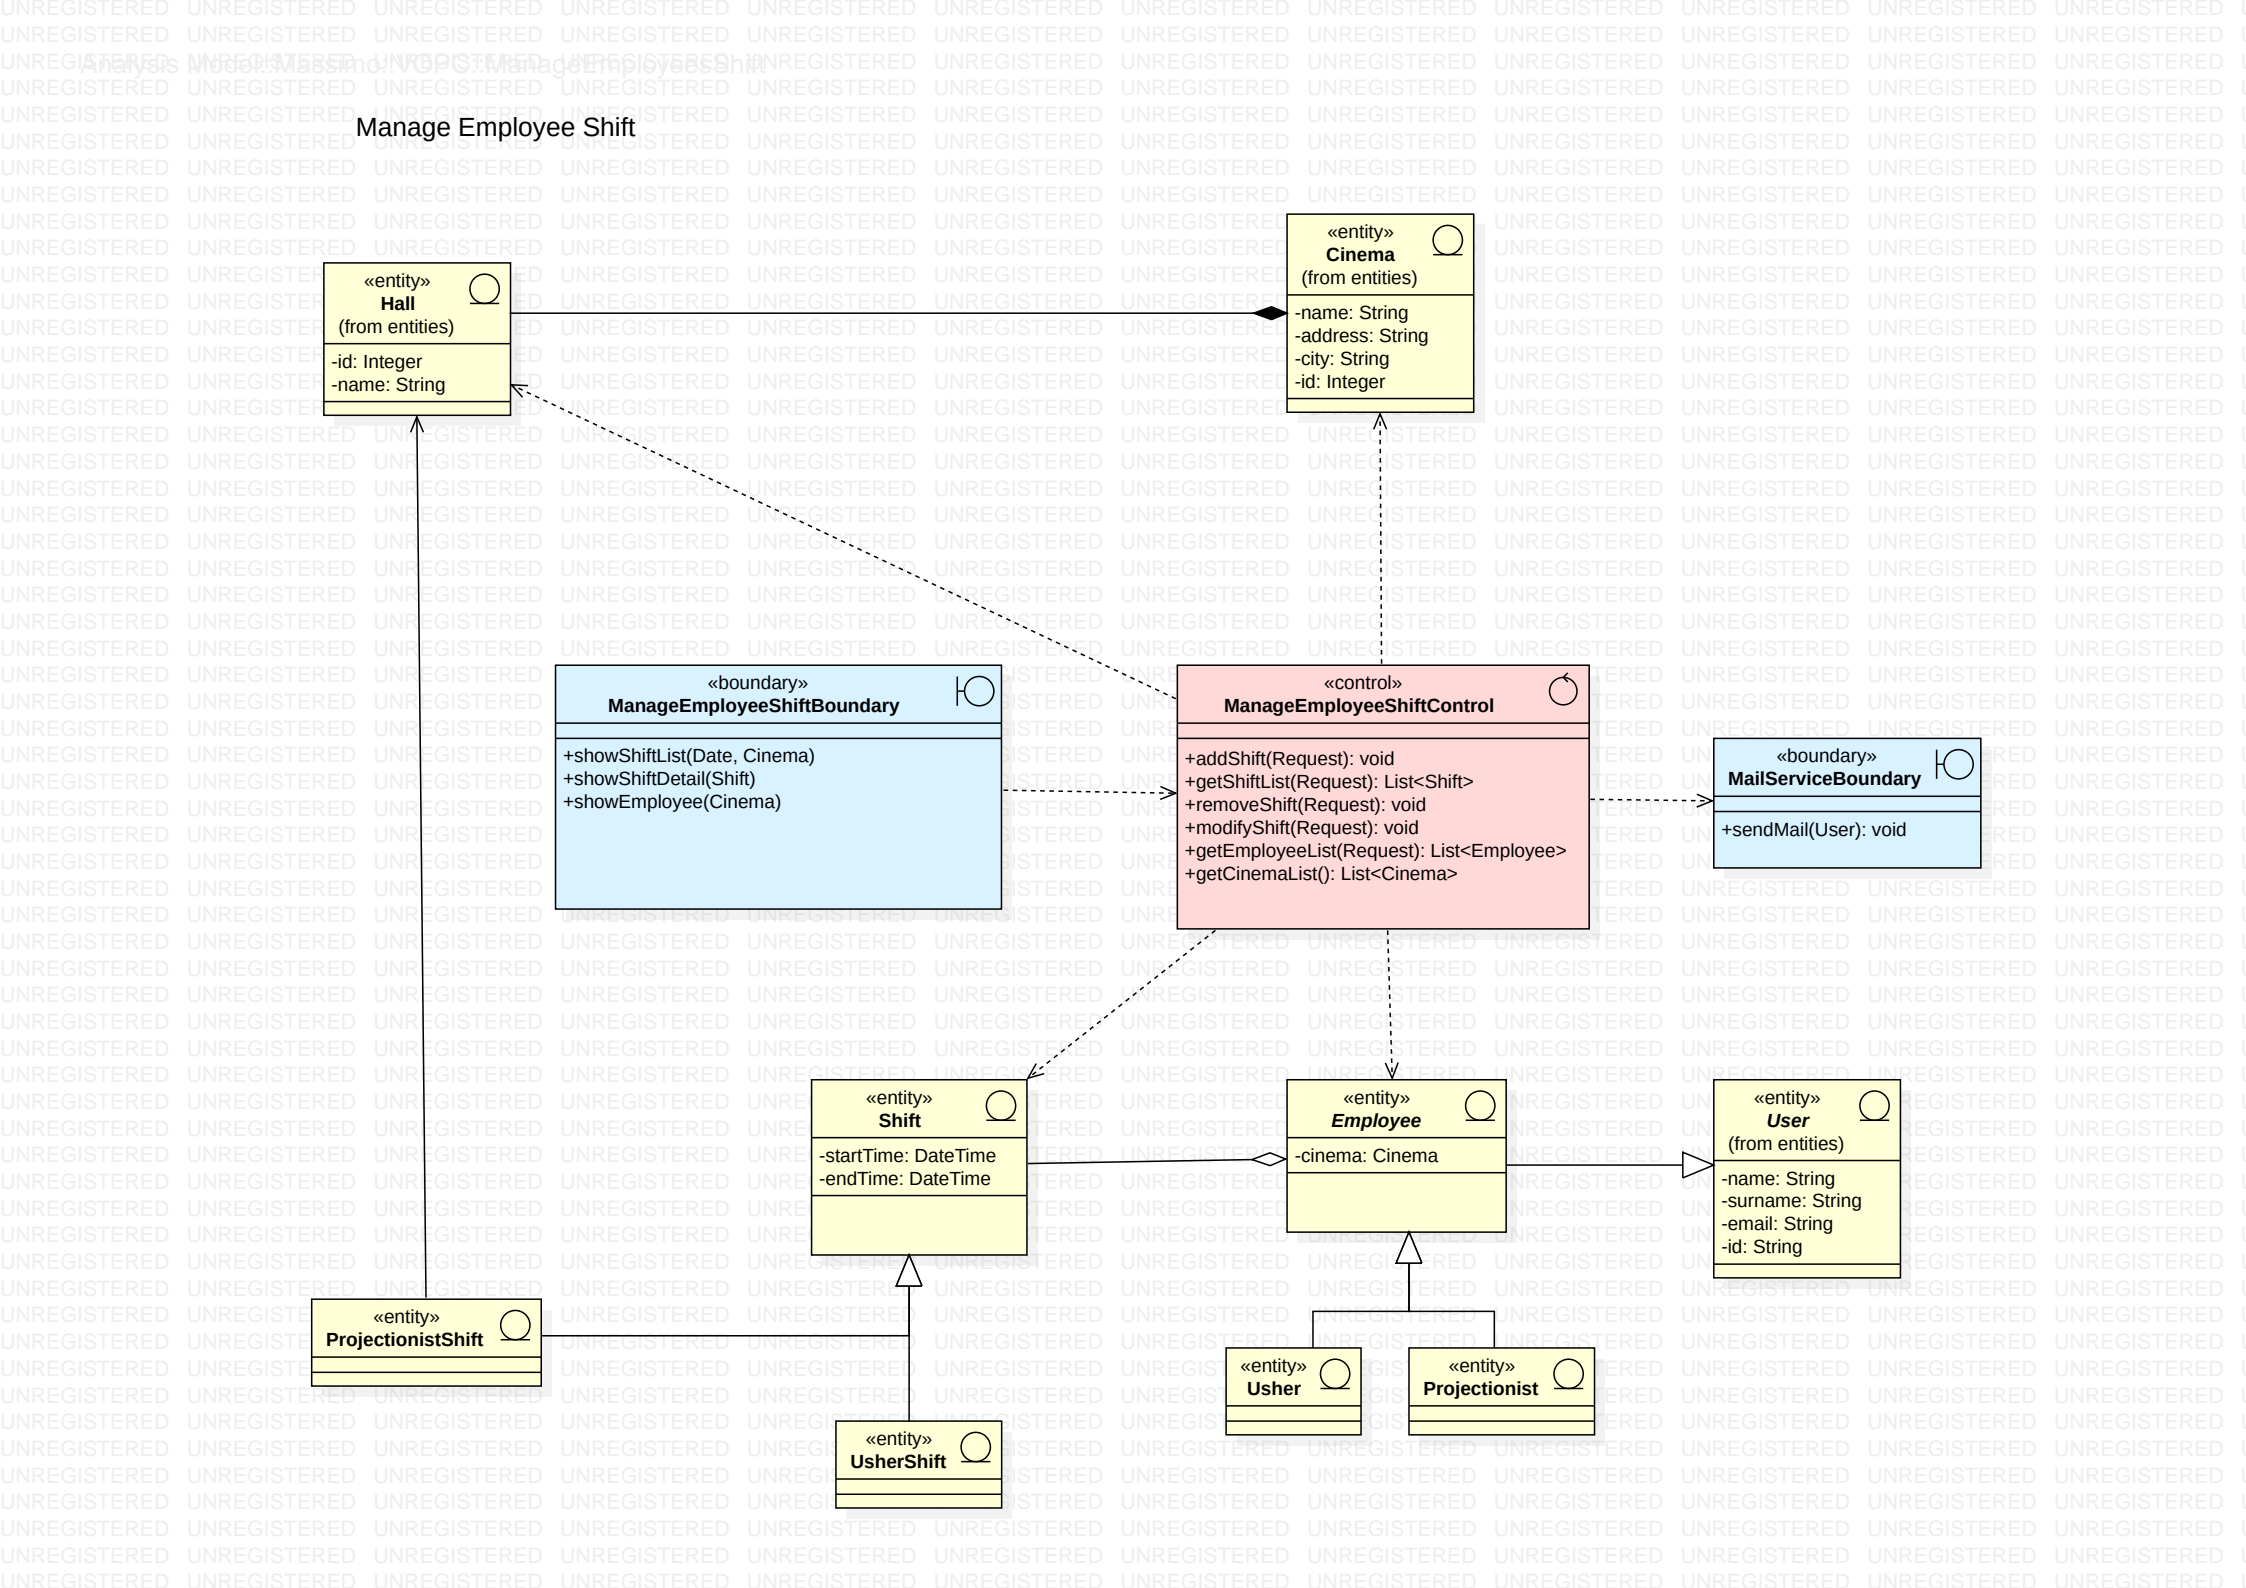 Analysis Model::Massimo::VOPC::ManageEmployeesShift
Manage Employee Shift
«entity»
Cinema
(from entities)
-name: String
-address: String
-city: String
-id: Integer
«entity»
Hall
(from entities)
-id: Integer
-name: String
«boundary»
ManageEmployeeShiftBoundary
+showShiftList(Date, Cinema)
+showShiftDetail(Shift)
+showEmployee(Cinema)
«control»
ManageEmployeeShiftControl
+addShift(Request): void
+getShiftList(Request): List<Shift>
+removeShift(Request): void
+modifyShift(Request): void
+getEmployeeList(Request): List<Employee>
+getCinemaList(): List<Cinema>
«boundary»
MailServiceBoundary
+sendMail(User): void
«entity»
Shift
-startTime: DateTime
-endTime: DateTime
«entity»
Employee
-cinema: Cinema
«entity»
User
(from entities)
-name: String
-surname: String
-email: String
-id: String
«entity»
ProjectionistShift
«entity»
UsherShift
«entity»
Usher
«entity»
Projectionist
UNREGISTERED